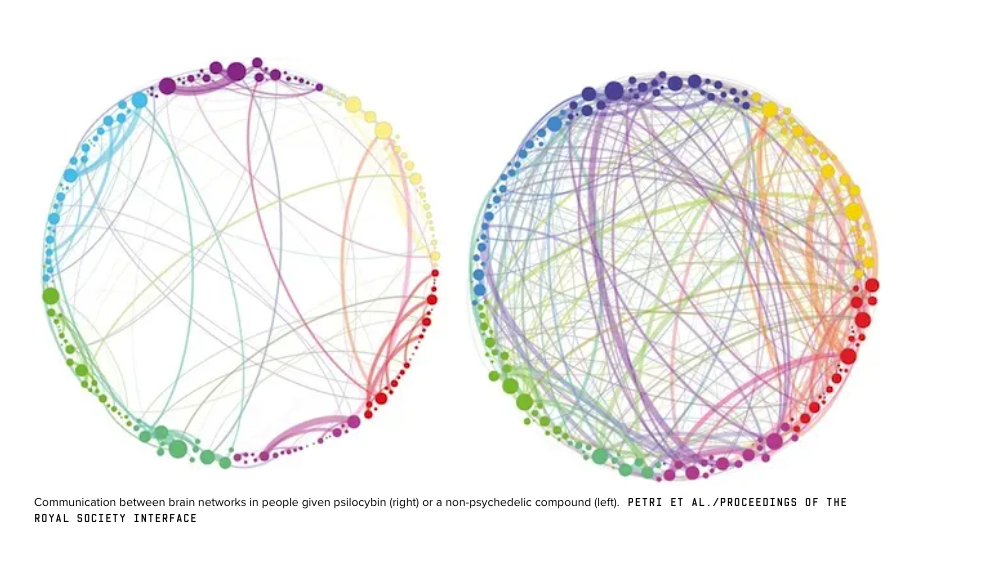 Communication between brain networks in people given psilocybin (right) or a non-psychedelic compound (left). PETRI ET AL./PROCEEDINGS OF THE
ROYAL SOCIETY INTERFACE